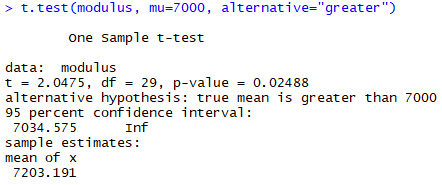 > t.test(modulus, mu=7000, alternative="greater")
One Sample t-test
data:  modulus
t = 2.0475, df = 29, p-value = 0.02488
alternative hypothesis: true mean is greater than 7000
95 percent confidence interval:
7034.575      Inf
sample estimates:
mean of x
7203.191